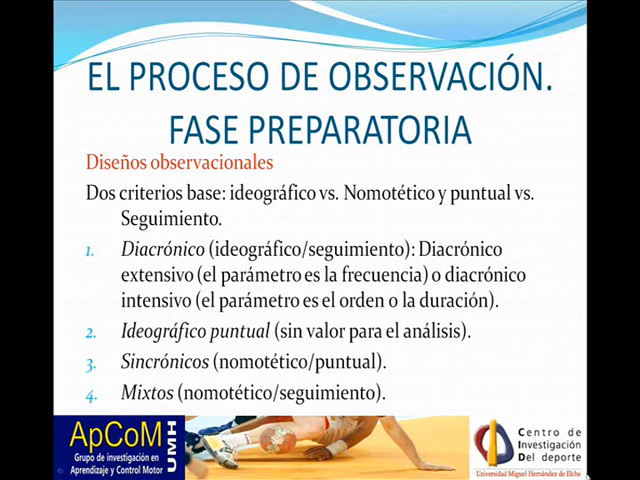 EL PROCESO DE OBSERVACIÓN.
FASE PREPARATORIA
Diseños observacionales
Dos criterios base: ideográfico vs. Nomotético y puntual vs.
Seguimiento.
1. Diacrónico (ideográfico/seguimiento): Diacrónico
extensivo (el parámetro es la frecuencia) o diacrónico
intensivo (el parámetro es el orden o la duración).
2. Ideográfico puntual (sin valor para el análisis).
3. Sincrónicos (nomotético/puntual).
4. Mixtos (nomotético/seguimiento).
ApCoM
Grupo de investigación en
Aprendizaje y Control Motor
UMH
Centro de
Investigación
Del deporte
Universidad Miguel Hernández de Elche